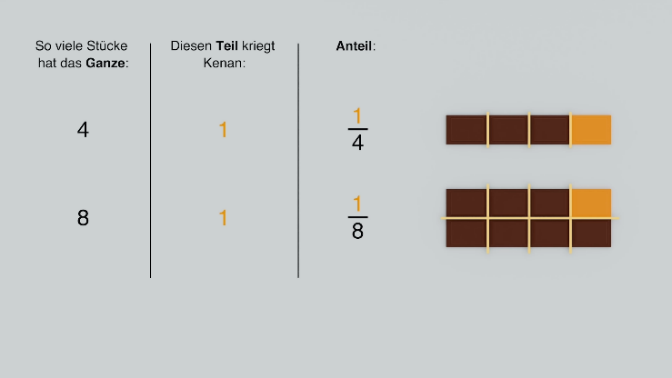 So viele Stücke
hat das Ganze:
Diesen Teil kriegt
Kenan:
Anteil:
4
1
1
4
8
1
1
8